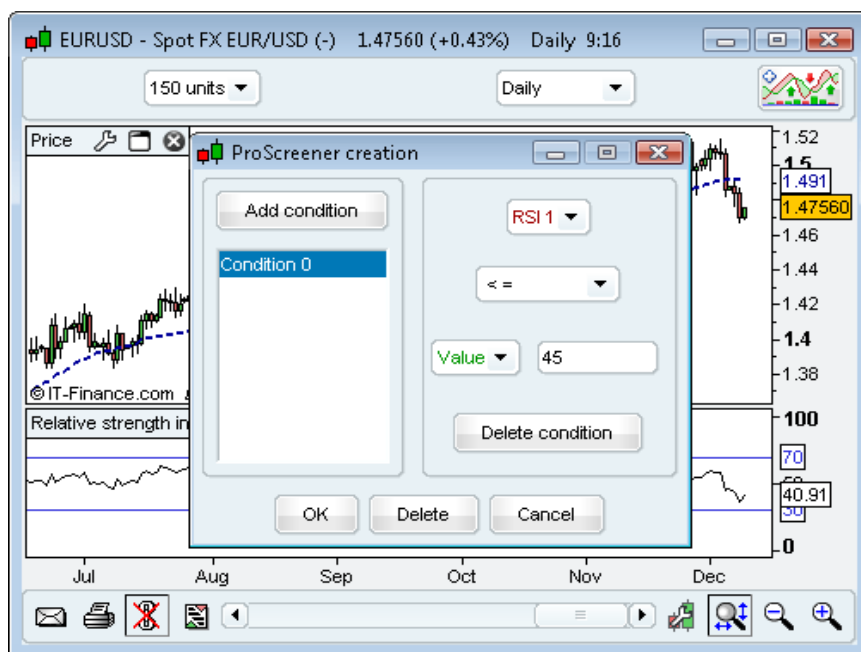 EURUSD - Spot FX EUR/USD (-) 1.47560 (+0.43%) Daily 9:16
150 units
Daily
Price
ProScreener creation
Add condition
Condition 0
RSI 1
< =
Value
45
Delete condition
OK
Delete
Cancel
1.52
1.5
1.491
1.47560
1.46
1.44
1.42
1.4
1.38
© IT-Finance.com
Relative strength in
100
70
40.91
30
0
Jul Aug Sep Oct Nov Dec